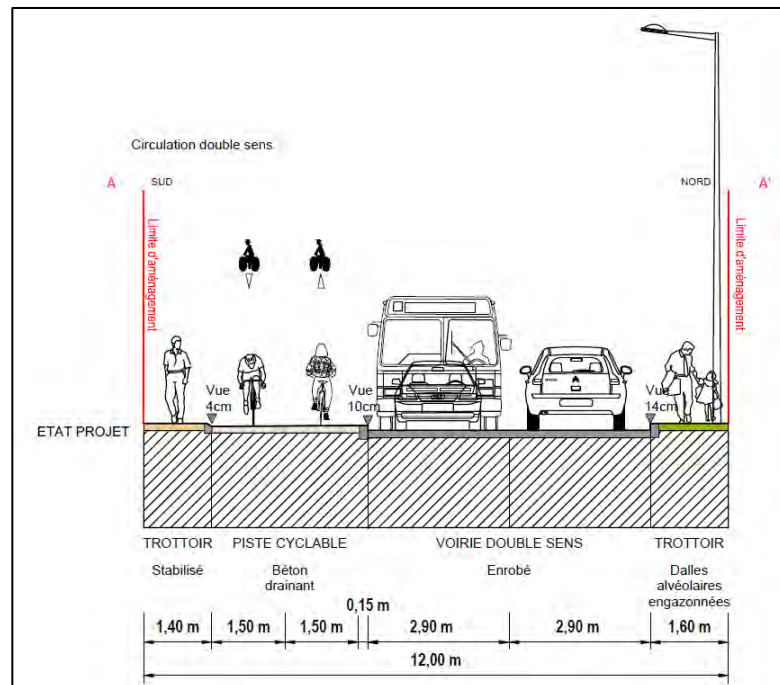 Circulation double sens
A
SUD
NORD
A'
Limite d'aménagement
Limite d'aménagement
Vue
4cm
Vue
10cm
Vue
14cm
ETAT PROJET
TROTTOIR
PISTE CYCLABLE
VOIRIE DOUBLE SENS
TROTTOIR
Stabilisé
Béton
drainant
Enrobé
Dalles
alvéolaires
engazonnées
0,15 m
1,40 m
1,50 m
1,50 m
2,90 m
2,90 m
1,60 m
12,00 m